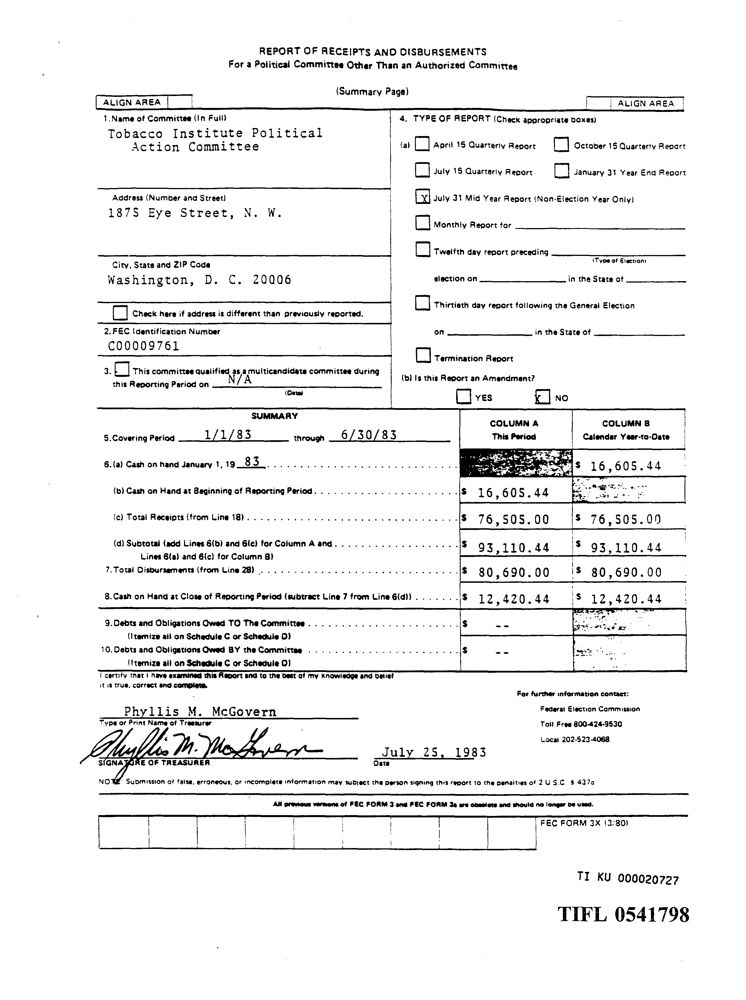 REPORT OF RECEIPTS AND DISBURSEMENTS
For a Political Committee Other Than an Authorized Committee
(Summary Page)
ALIGN AREA
ALIGN AREA
1. Name of Committee (In Full)
Tobacco Institute Political
Action Committee
Address (Number and Street)
1875 Eye Street, N. W.
City, State and ZIP Code
Washington, D. C. 20006
Check here if address is different than previously reported.
2. FEC Identification Number
C00009761
3. This committee qualified as a multicandidate committee during
this Reporting Period on N/A
(Date)
4. TYPE OF REPORT (Check appropriate boxes)
(a) April 15 Quarterly Report October 15 Quarterly Report
July 15 Quarterly Report January 31 Year End Report
X July 31 Mid Year Report (Non-Election Year Only)
Monthly Report for
Twelfth day report preceding
(Type of Election)
election on in the State of
Thirtieth day report following the General Election
on in the State of
Termination Report
(b) Is this Report an Amendment?
YES X NO
SUMMARY
5. Covering Period 1/1/83 through 6/30/83
COLUMN A
This Period
COLUMN B
Calendar Year-to-Date
6. (a) Cash on hand January 1, 19 83 $ 16,605.44
(b) Cash on Hand at Beginning of Reporting Period $ 16,605.44
(c) Total Receipts (from Line 18) $ 76,505.00 $ 76,505.00
(d) Subtotal (add Lines 6(b) and 6(c) for Column A and $ 93,110.44 $ 93,110.44
Lines 6(a) and 6(c) for Column B)
7. Total Disbursements (from Line 28) $ 80,690.00 $ 80,690.00
8. Cash on Hand at Close of Reporting Period (subtract Line 7 from Line 6(d)) $ 12,420.44 $ 12,420.44
9. Debts and Obligations Owed TO The Committee $ --
(Itemize all on Schedule C or Schedule D)
10. Debts and Obligations Owed BY the Committee $ --
(Itemize all on Schedule C or Schedule D)
I certify that I have examined this Report and to the best of my knowledge and belief
it is true, correct and complete.
Phyllis M. McGovern
Type or Print Name of Treasurer
Phyllis M. McGovern
SIGNATURE OF TREASURER
July 25, 1983
Date
For further information contact:
Federal Election Commission
Toll Free 800-424-9530
Local 202-523-4068
NOTE: Submission of false, erroneous, or incomplete information may subject the person signing this report to the penalties of 2 U.S.C. § 437g
All previous versions of FEC FORM 3 and FEC FORM 3a are obsolete and should no longer be used.
FEC FORM 3X (3/80)
TI KU 000020727
TIFL 0541798